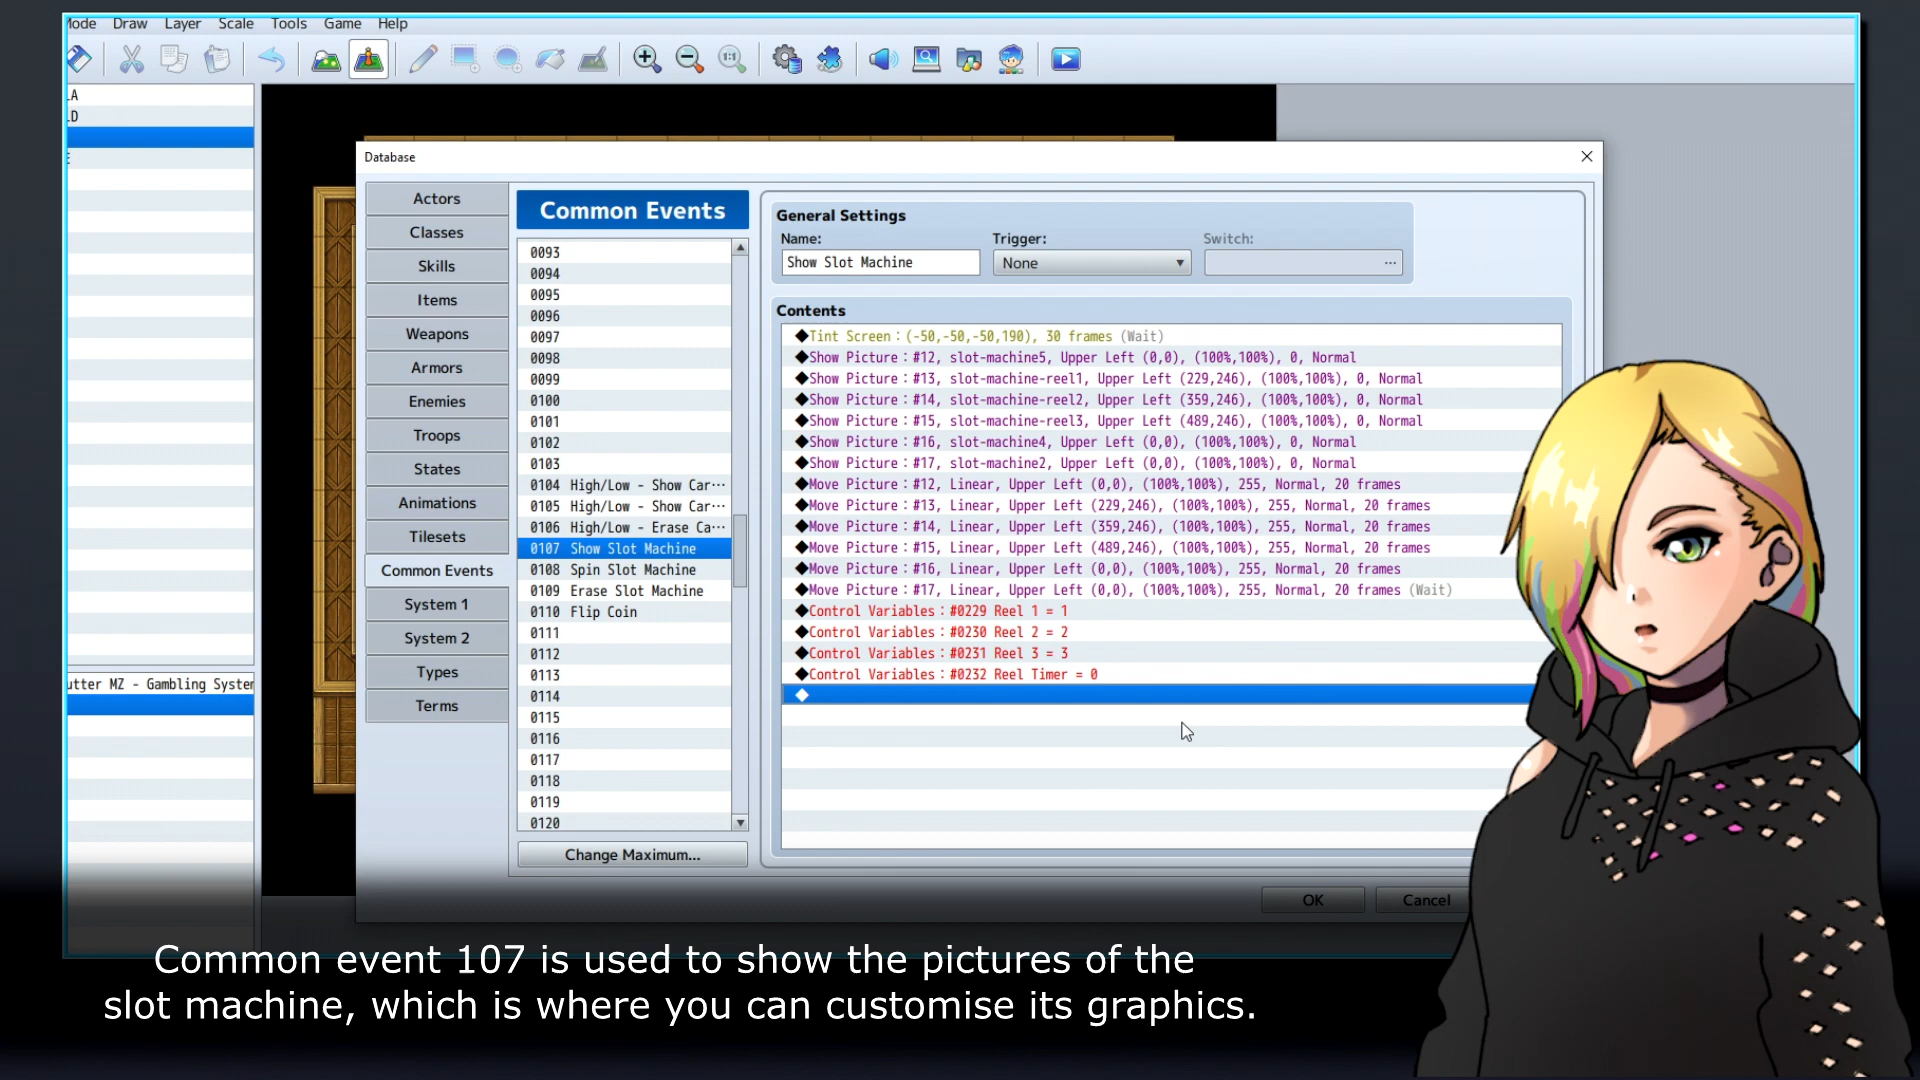 Mode Draw Layer Scale Tools Game Help
LA
LD
E
utter MZ - Gambling System
Database
Actors
Classes
Skills
Items
Weapons
Armors
Enemies
Troops
States
Animations
Tilesets
Common Events
System 1
System 2
Types
Terms
Common Events
0093
0094
0095
0096
0097
0098
0099
0100
0101
0102
0103
0104 High/Low - Show Car…
0105 High/Low - Show Car…
0106 High/Low - Erase Ca…
0107 Show Slot Machine
0108 Spin Slot Machine
0109 Erase Slot Machine
0110 Flip Coin
0111
0112
0113
0114
0115
0116
0117
0118
0119
0120
Change Maximum...
General Settings
Name: Trigger: Switch:
Show Slot Machine None ...
Contents
◆Tint Screen：(-50,-50,-50,190), 30 frames (Wait)
◆Show Picture：#12, slot-machine5, Upper Left (0,0), (100%,100%), 0, Normal
◆Show Picture：#13, slot-machine-reel1, Upper Left (229,246), (100%,100%), 0, Normal
◆Show Picture：#14, slot-machine-reel2, Upper Left (359,246), (100%,100%), 0, Normal
◆Show Picture：#15, slot-machine-reel3, Upper Left (489,246), (100%,100%), 0, Normal
◆Show Picture：#16, slot-machine4, Upper Left (0,0), (100%,100%), 0, Normal
◆Show Picture：#17, slot-machine2, Upper Left (0,0), (100%,100%), 0, Normal
◆Move Picture：#12, Linear, Upper Left (0,0), (100%,100%), 255, Normal, 20 frames
◆Move Picture：#13, Linear, Upper Left (229,246), (100%,100%), 255, Normal, 20 frames
◆Move Picture：#14, Linear, Upper Left (359,246), (100%,100%), 255, Normal, 20 frames
◆Move Picture：#15, Linear, Upper Left (489,246), (100%,100%), 255, Normal, 20 frames
◆Move Picture：#16, Linear, Upper Left (0,0), (100%,100%), 255, Normal, 20 frames
◆Move Picture：#17, Linear, Upper Left (0,0), (100%,100%), 255, Normal, 20 frames (Wait)
◆Control Variables：#0229 Reel 1 = 1
◆Control Variables：#0230 Reel 2 = 2
◆Control Variables：#0231 Reel 3 = 3
◆Control Variables：#0232 Reel Timer = 0
◆
OK Cancel
Common event 107 is used to show the pictures of the
slot machine, which is where you can customise its graphics.